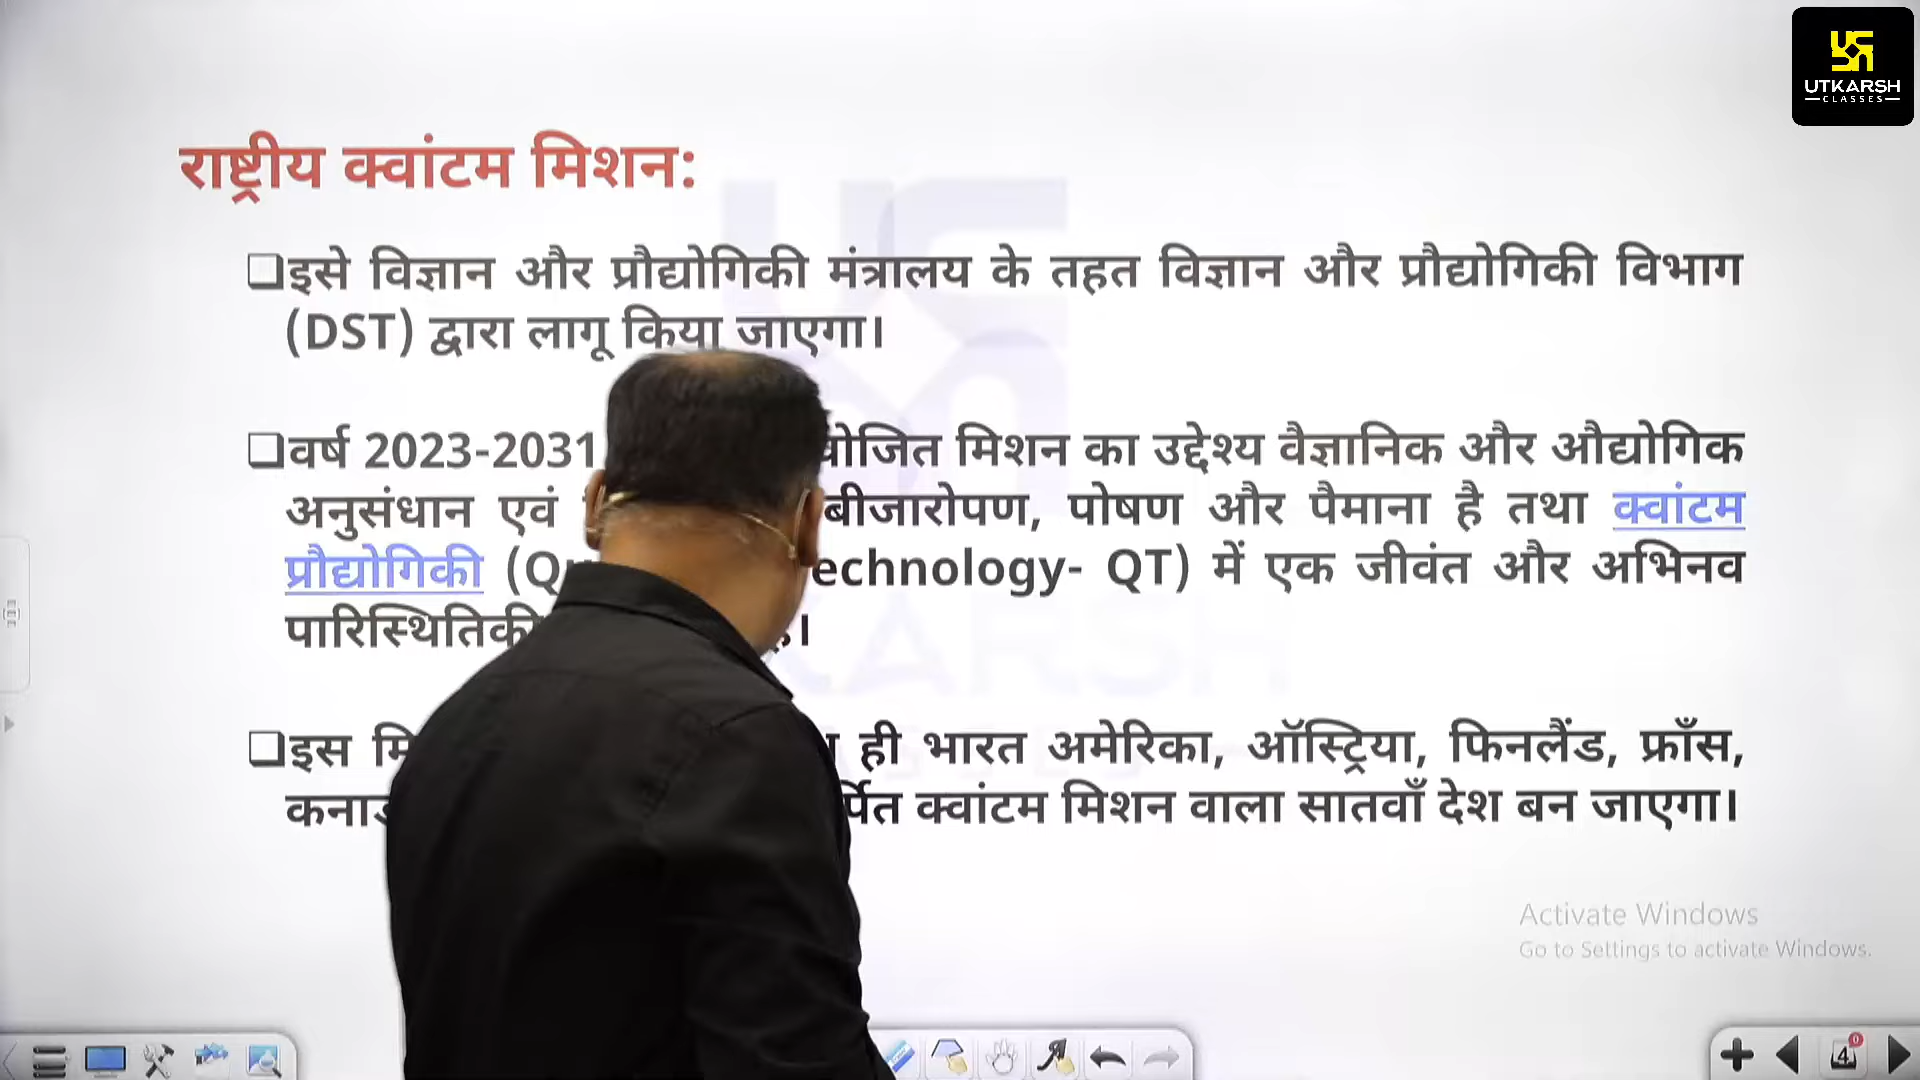 UTKARSH
CLASSES
राष्ट्रीय क्वांटम मिशन:
❑इसे विज्ञान और प्रौद्योगिकी मंत्रालय के तहत विज्ञान और प्रौद्योगिकी विभाग
(DST) द्वारा लागू किया जाएगा।
❑वर्ष 2023-2031 मिशन का उद्देश्य वैज्ञानिक और औद्योगिक
अनुसंधान एवं बीजारोपण, पोषण और पैमाना है तथा क्वांटम
प्रौद्योगिकी QT) में एक जीवंत और अभिनव
❑इस ही भारत अमेरिका, ऑस्ट्रिया, फिनलैंड, फ्राँस,
क्वांटम मिशन वाला सातवाँ देश बन जाएगा।
Activate Windows
Go to Settings to activate Windows.
4
0